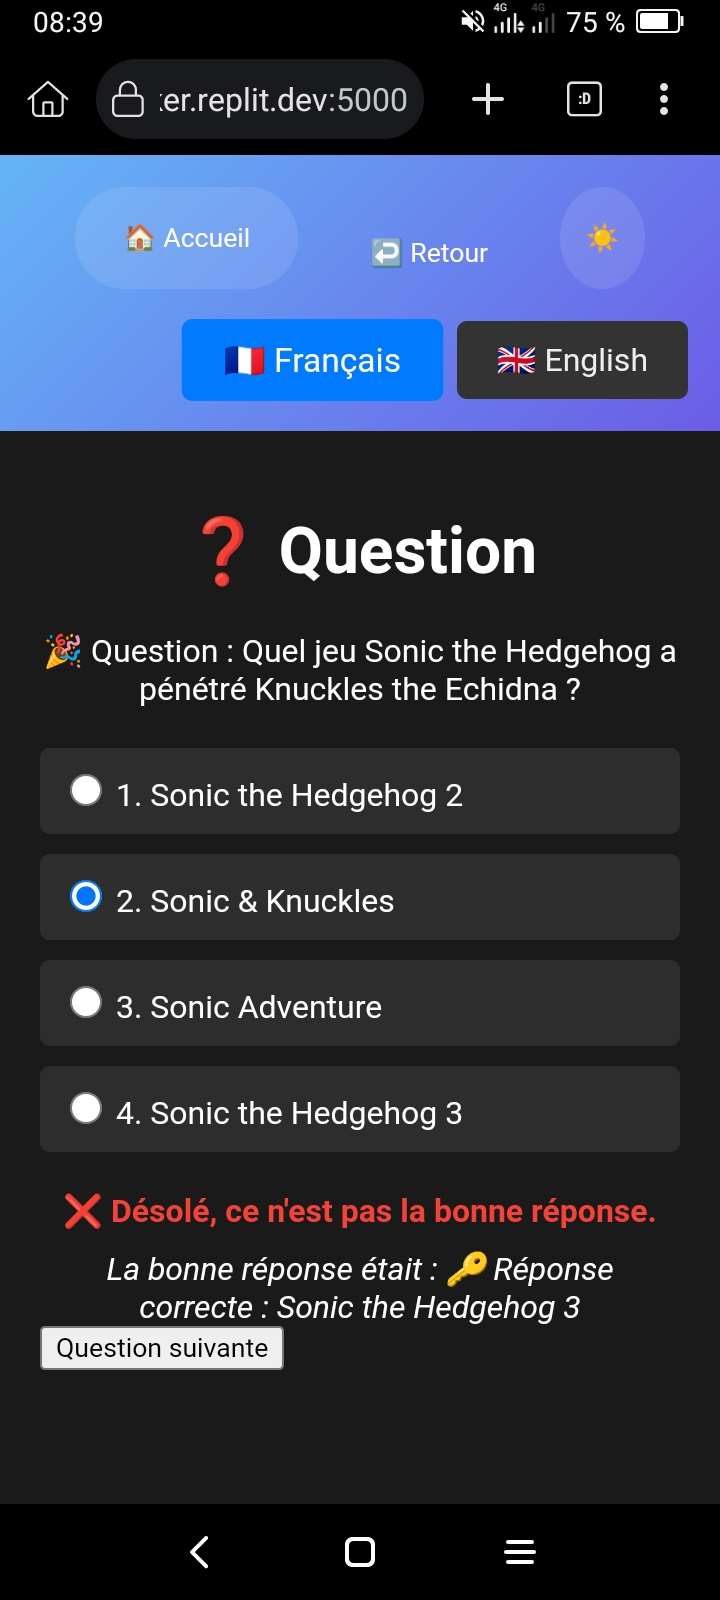 08:39
4G 4G 75 %
ker.replit.dev:5000
:D
🏠 Accueil
↩️ Retour
☀️
🇫🇷 Français
🇬🇧 English
❓ Question
🎉 Question : Quel jeu Sonic the Hedgehog a
pénétré Knuckles the Echidna ?
1. Sonic the Hedgehog 2
2. Sonic & Knuckles
3. Sonic Adventure
4. Sonic the Hedgehog 3
❌ Désolé, ce n'est pas la bonne réponse.
La bonne réponse était : 🔑 Réponse
correcte : Sonic the Hedgehog 3
Question suivante